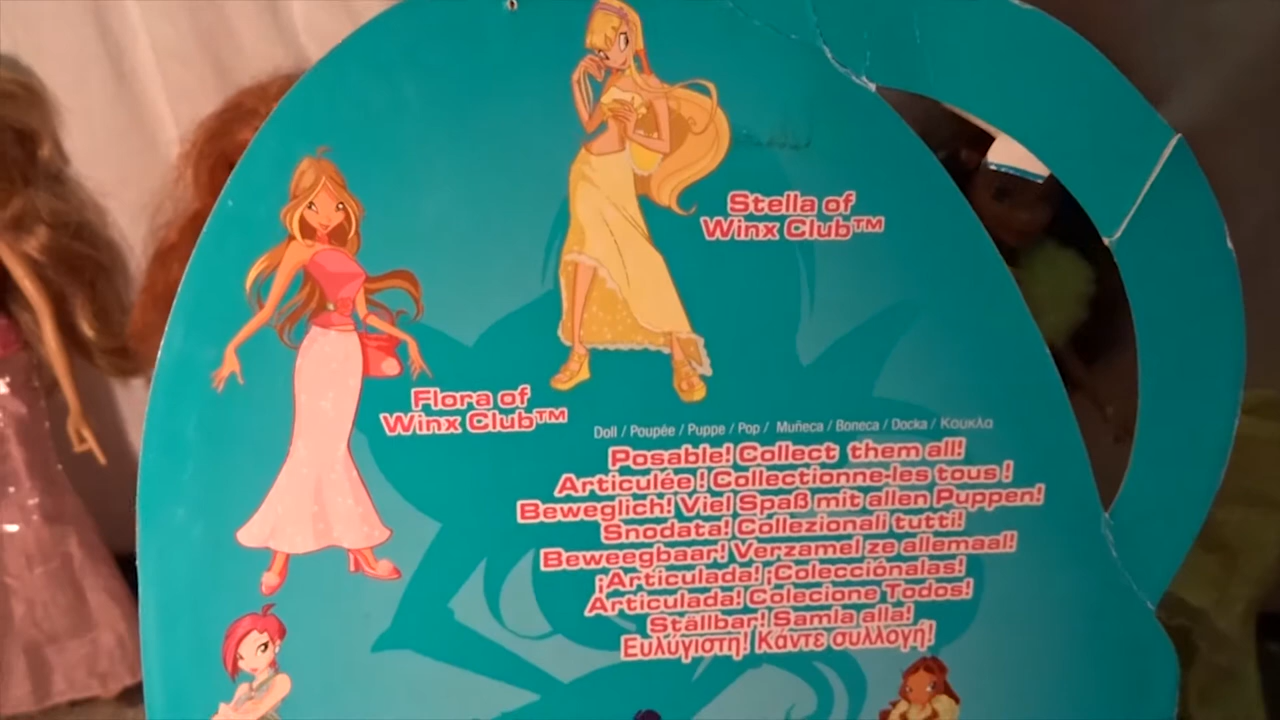 Stella of
Winx Club™
Flora of
Winx Club™
Doll / Poupée / Puppe / Pop / Muñeca / Boneca / Docka / Κούκλα
Posable! Collect them all!
Articulée ! Collectionne-les tous !
Beweglich! Viel Spaß mit allen Puppen!
Snodata! Collezionali tutti!
Beweegbaar! Verzamel ze allemaal!
¡Articulada! ¡Colecciónalas!
Articulada! Colecione Todos!
Ställbar! Samla alla!
Ευλύγιστη! Κάντε συλλογή!